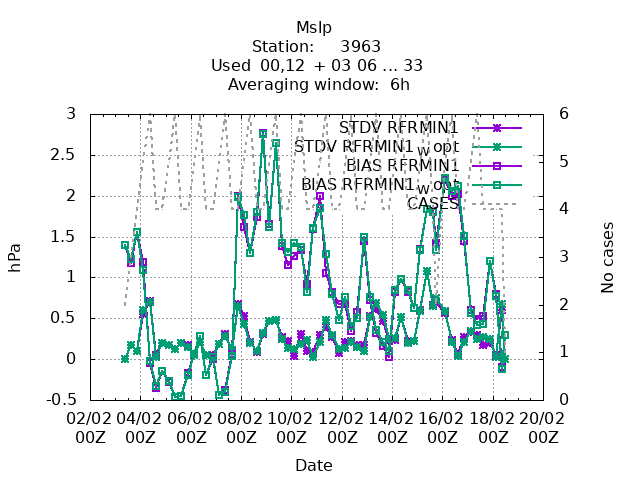 Mslp
Station: 3963
Used 00,12 + 03 06 ... 33
Averaging window: 6h
STDV RFRMIN1
STDV RFRMIN1_w opt
BIAS RFRMIN1
BIAS RFRMIN1_w opt
CASES
3
2.5
2
1.5
1
0.5
0
-0.5
hPa
6
5
4
3
2
1
0
No cases
02/02 04/02 06/02 08/02 10/02 12/02 14/02 16/02 18/02 20/02
00Z 00Z 00Z 00Z 00Z 00Z 00Z 00Z 00Z 00Z
Date